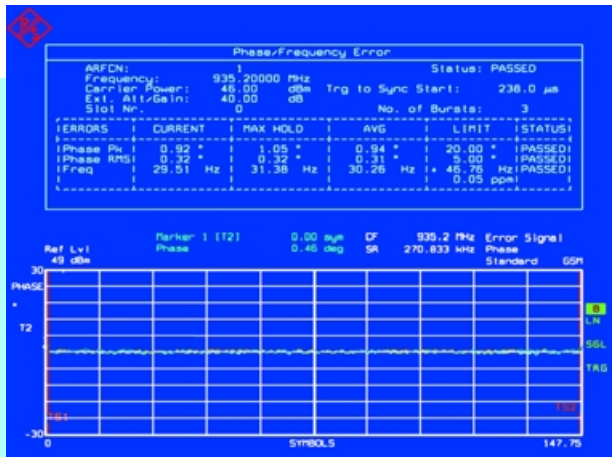 Phase/Frequency Error
ARFCN: 1 Status: PASSED
Frequency: 935.20000 MHz
Carrier Power: 46.00 dBm Trg to Sync Start: 238.0 µs
Ext. Att/Gain: 40.00 dB
Slot Nr. 0 No. of Bursts: 3
ERRORS CURRENT MAX HOLD AVG LIMIT STATUS
Phase Pk 0.92 ° 1.05 ° 0.94 ° 20.00 ° PASSED
Phase RMS 0.32 ° 0.32 ° 0.31 ° 5.00 ° PASSED
Freq 29.51 Hz 31.38 Hz 30.26 Hz ± 46.76 Hz PASSED
0.05 ppm
Marker 1 [T2] 0.00 sym CF 935.2 MHz Error Signal
Ref Lvl Phase 0.46 deg SR 270.833 kHz Phase
49 dBm Standard GSM
30
PHASE
°
B
LN
T2
SGL
TRG
TS1 TS2
-30
0 SYMBOLS 147.75